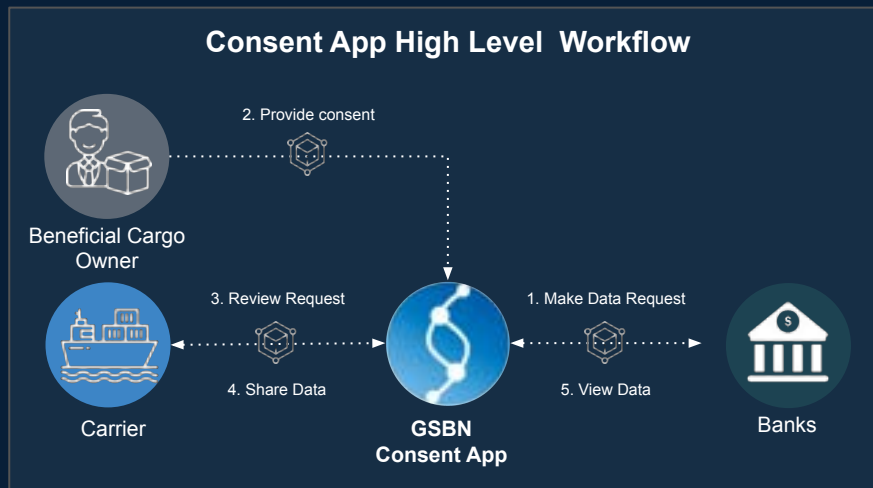 Consent App High Level Workflow
2. Provide consent
Beneficial Cargo
Owner
3. Review Request
1. Make Data Request
$
4. Share Data
5. View Data
Carrier
GSBN
Consent App
Banks